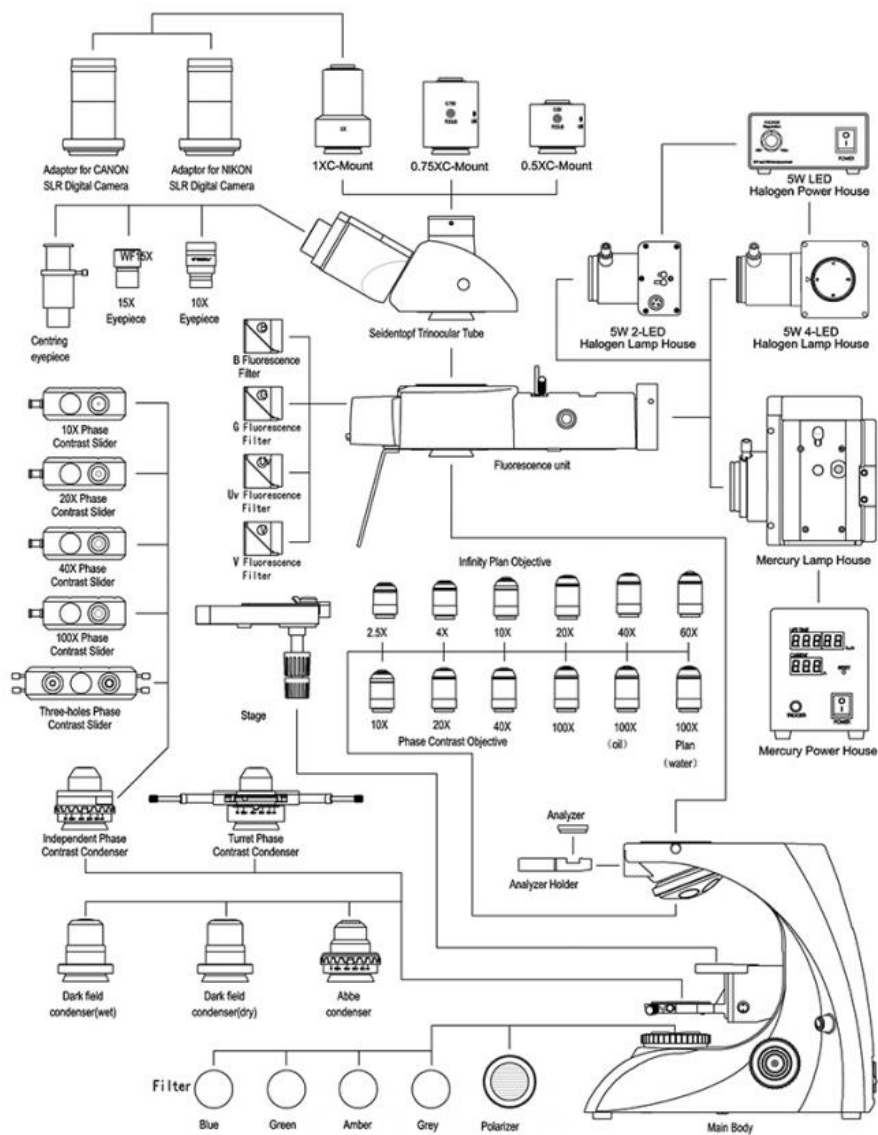 Adaptor for CANON
SLR Digital Camera
Adaptor for NIKON
SLR Digital Camera
1XC-Mount
0.75XC-Mount
0.5XC-Mount
POWER
5W LED
Halogen Power House
WF15X
15X
Eyepiece
10X
Eyepiece
Centring
eyepiece
Seidentopf Trinocular Tube
5W 2-LED
Halogen Lamp House
5W 4-LED
Halogen Lamp House
B Fluorescence
Filter
G Fluorescence
Filter
Uv Fluorescence
Filter
V Fluorescence
Filter
Fluorescence unit
10X Phase
Contrast Slider
20X Phase
Contrast Slider
40X Phase
Contrast Slider
100X Phase
Contrast Slider
Three-holes Phase
Contrast Slider
Mercury Lamp House
Infinity Plan Objective
2.5X
4X
10X
20X
40X
60X
10X
20X
40X
100X
100X
(oil)
100X
Plan
(water)
Phase Contrast Objective
Stage
LIFE TIME
CURRENT
TRIGGER
POWER
Mercury Power House
Independent Phase
Contrast Condenser
Turret Phase
Contrast Condenser
Analyzer
Analyzer Holder
Dark field
condenser(wet)
Dark field
condenser(dry)
Abbe
condenser
Filter
Blue
Green
Amber
Grey
Polarizer
Main Body